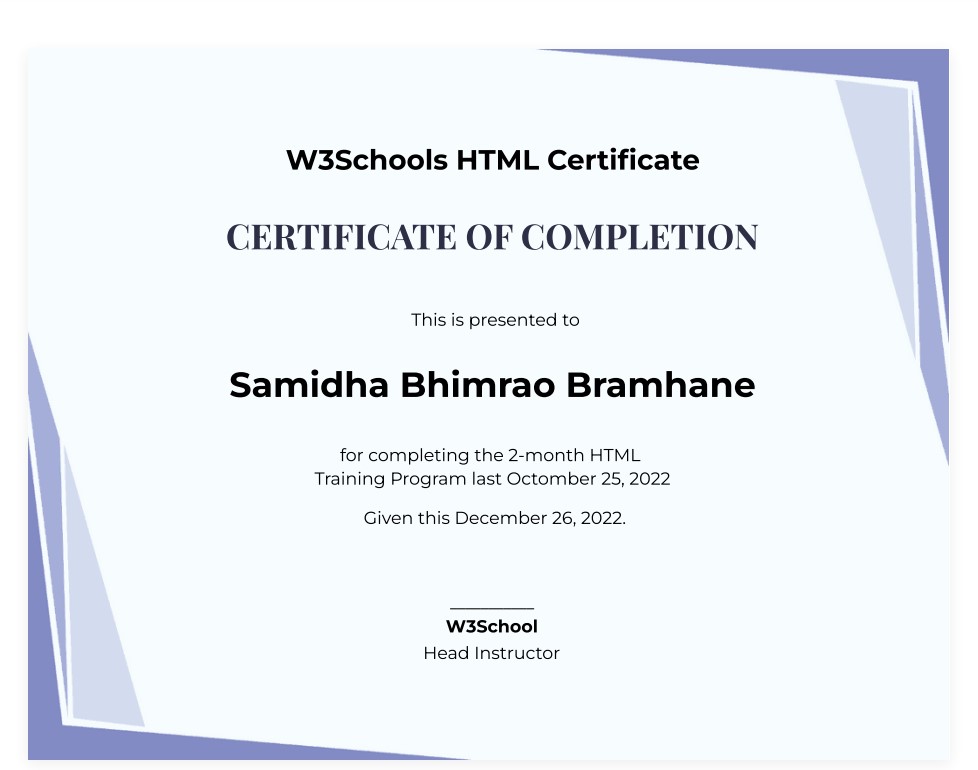 W3Schools HTML Certificate
CERTIFICATE OF COMPLETION
This is presented to
Samidha Bhimrao Bramhane
for completing the 2-month HTML
Training Program last Octomber 25, 2022
Given this December 26, 2022.
W3School
Head Instructor